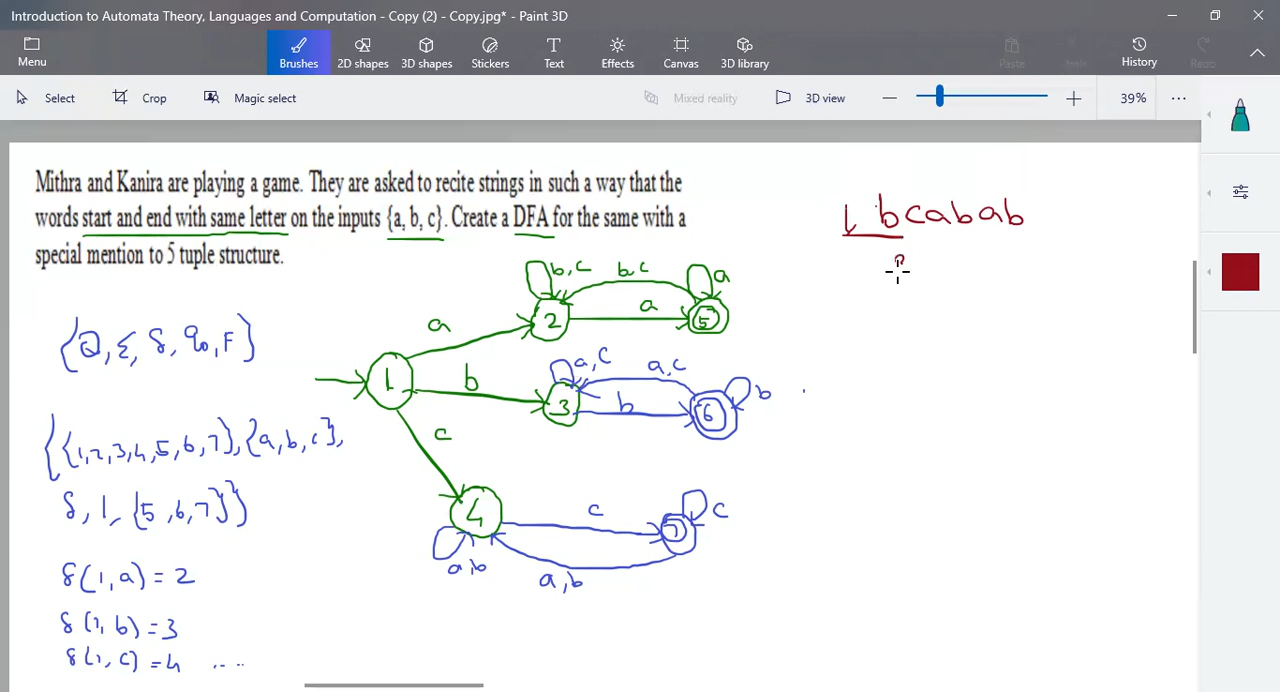 Introduction to Automata Theory, Languages and Computation - Copy (2) - Copy.jpg* - Paint 3D
Menu
Brushes
2D shapes
3D shapes
Stickers
Text
Effects
Canvas
3D library
Paste
History
Redo
Select
Crop
Magic select
Mixed reality
3D view
39%
Mithra and Kanira are playing a game. They are asked to recite strings in such a way that the
words start and end with same letter on the inputs {a, b, c}. Create a DFA for the same with a
special mention to 5 tuple structure.
1 bcabab
{Q, Σ, δ, q0, F}
{{1,2,3,4,5,6,7},{a,b,c},
δ, 1, {5,6,7}}
δ(1,a) = 2
δ(1,b) = 3
δ(1,c) = 4 ....
b,c
b,c
a
a
2
a
5
a,c
a,c
1
b
3
b
6
b
c
4
c
7
c
a,b
a,b